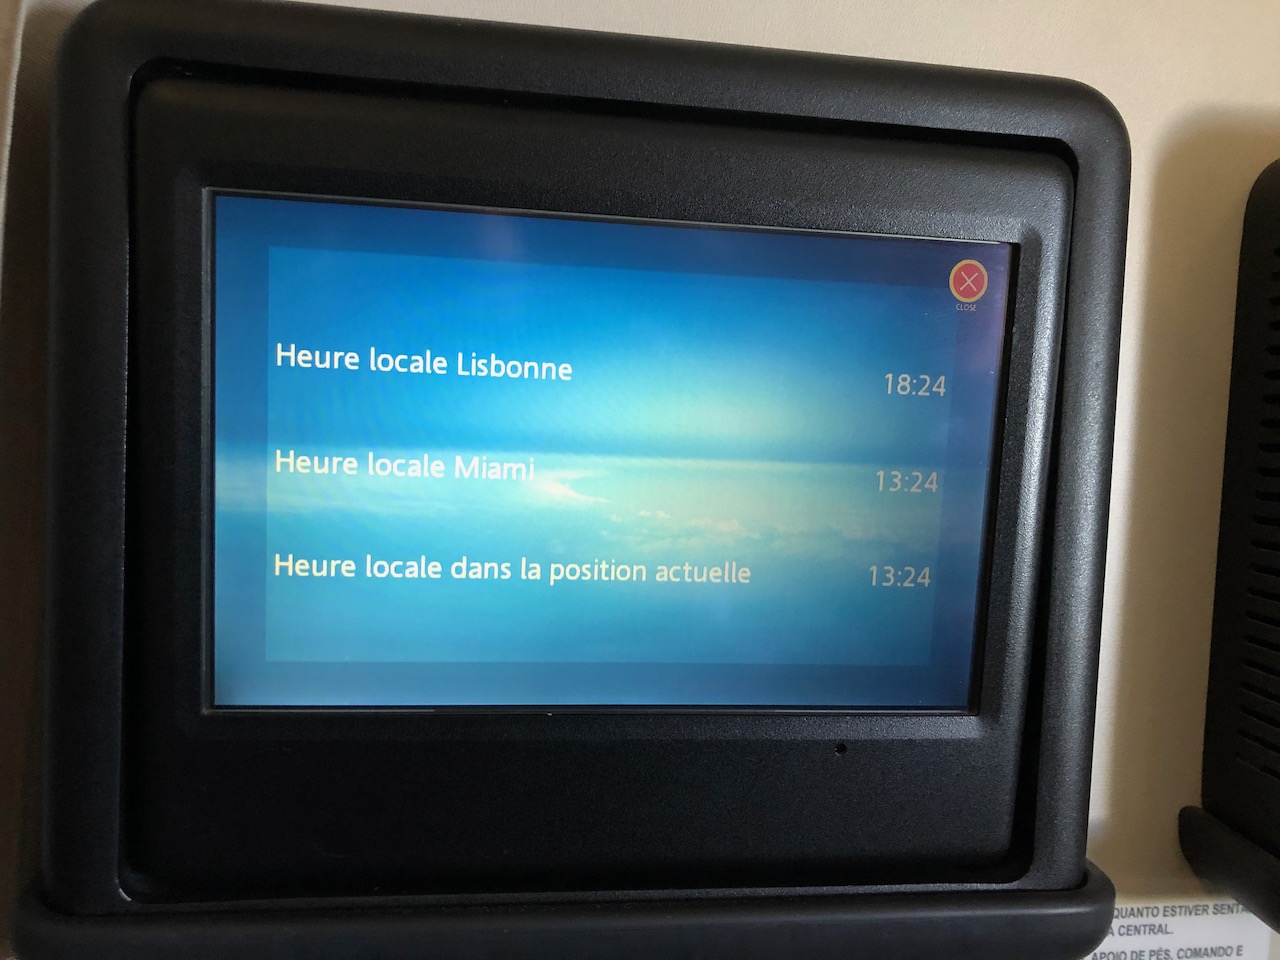 CLOSE
Heure locale Lisbonne 18:24
Heure locale Miami 13:24
Heure locale dans la position actuelle 13:24
QUANTO ESTIVER SENTA
A CENTRAL.
APOIO DE PÉS, COMANDO E